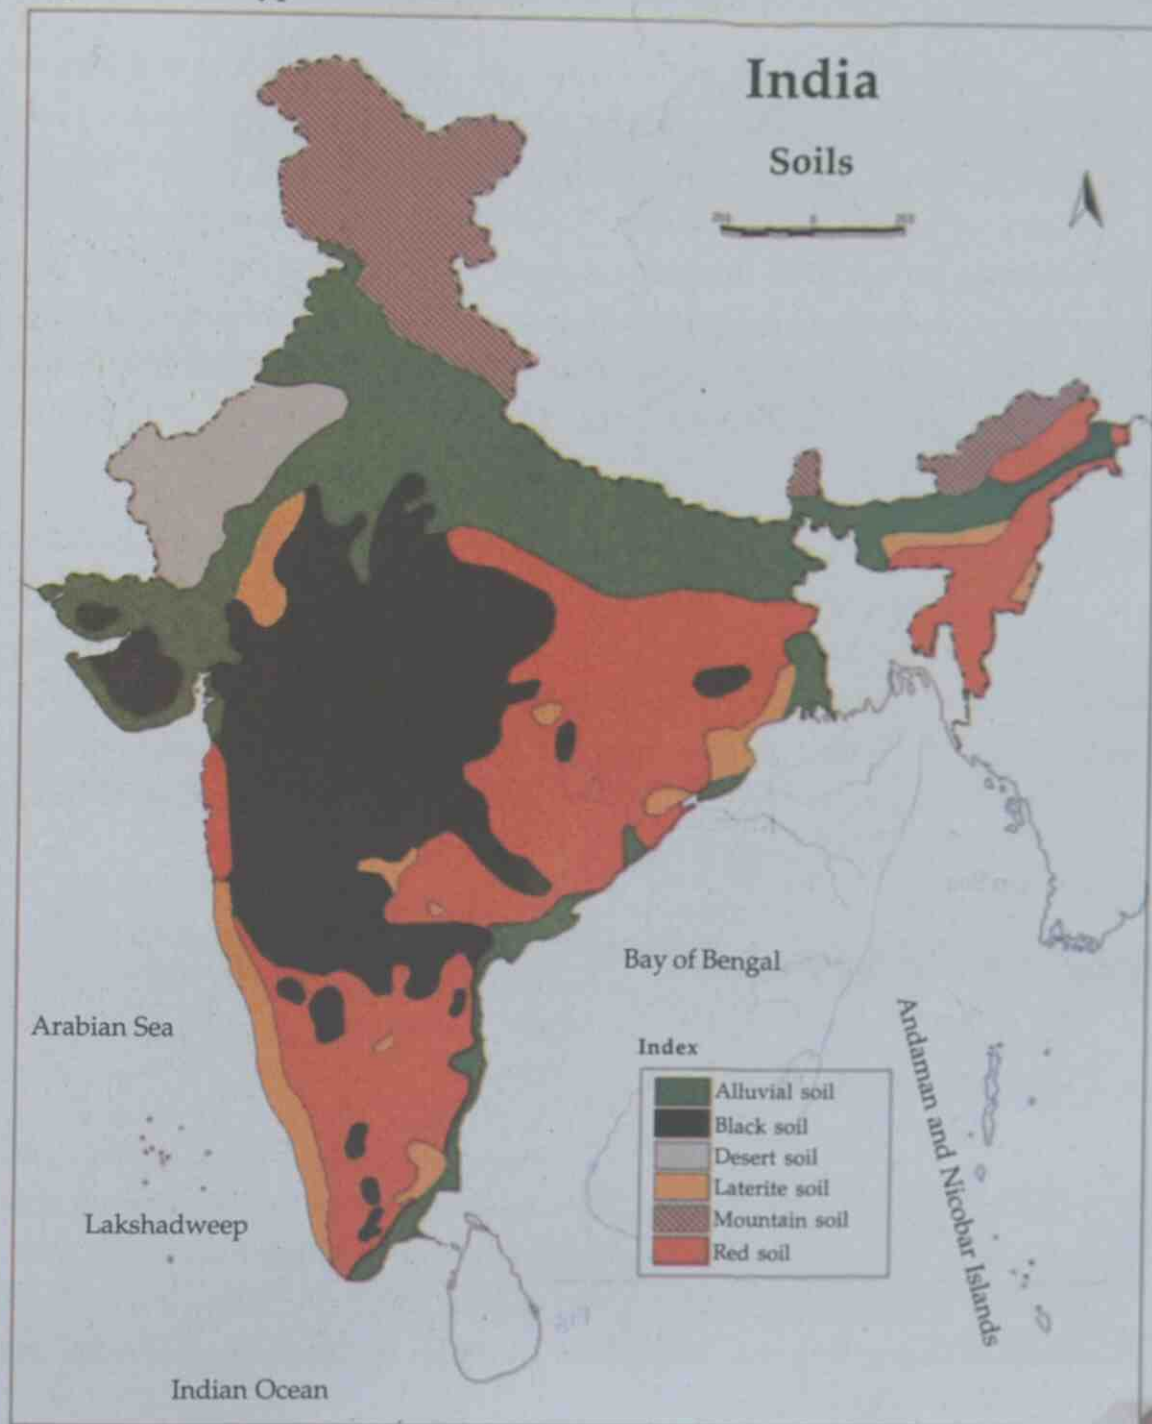 India
Soils
0
Bay of Bengal
Arabian Sea
Andaman and Nicobar Islands
Index
Alluvial soil
Black soil
Desert soil
Laterite soil
Mountain soil
Red soil
Lakshadweep
Indian Ocean